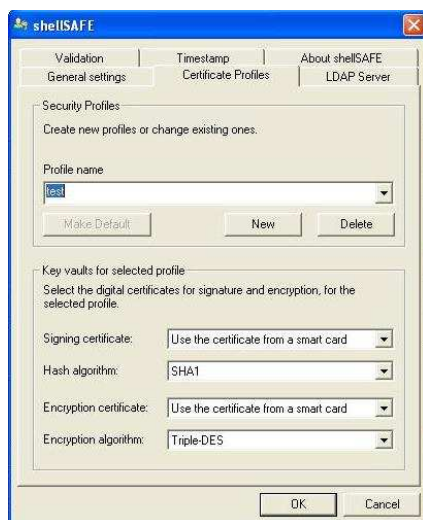 shellSAFE
Validation Timestamp About shellSAFE
General settings Certificate Profiles LDAP Server
Security Profiles
Create new profiles or change existing ones.
Profile name
test
Make Default New Delete
Key vaults for selected profile
Select the digital certificates for signature and encryption, for the
selected profile.
Signing certificate: Use the certificate from a smart card
Hash algorithm: SHA1
Encryption certificate: Use the certificate from a smart card
Encryption algorithm: Triple-DES
OK Cancel